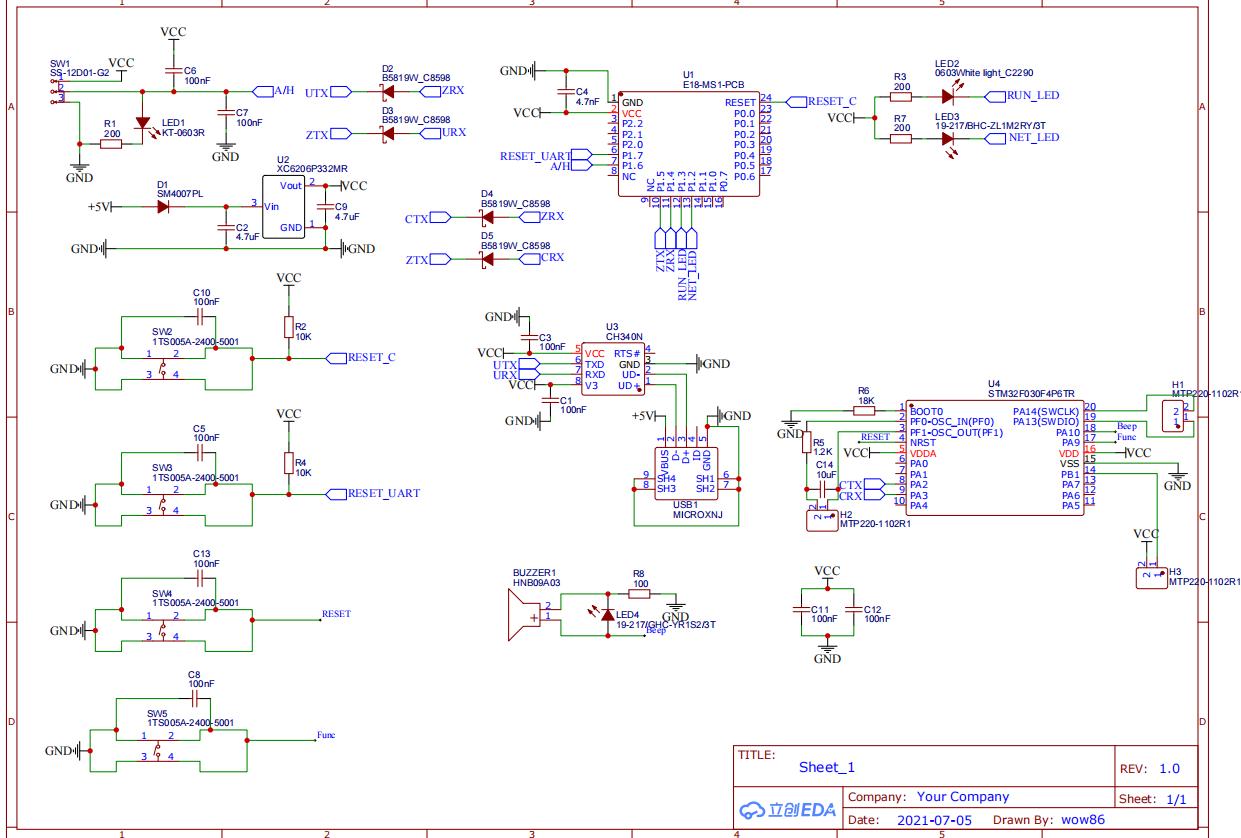 1 2 3 4 5
A
B
C
D
SW1
SS-12D01-G2
1
2
3
VCC
VCC
C6
100nF
A/H
C7
100nF
GND
LED1
KT-0603R
R1
200
GND
D2
B5819W_C8598
UTX
ZRX
D3
B5819W_C8598
ZTX
URX
U2
XC6206P332MR
Vout 2
VCC
3 Vin
GND 1
C9
4.7uF
D1
SM4007PL
+5V
C2
4.7uF
GND
GND
D4
B5819W_C8598
CTX
ZRX
D5
B5819W_C8598
ZTX
CRX
U1
E18-MS1-PCB
GND
C4
4.7nF
VCC
1 GND
2 VCC
3 P2.2
4 P2.1
5 P2.0
6 P1.7
7 P1.6
8 NC
RESET_UART
A/H
RESET 24
P0.0 23
P0.1 22
P0.2 21
P0.3 20
P0.4 19
P0.5 18
P0.6 17
RESET_C
NC P1.5 P1.4 P1.3 P1.2 P1.1 P1.0 P0.7
9 10 11 12 13 14 15 16
ZTX
ZRX
RUN_LED
NET_LED
LED2
0603White light_C2290
R3
200
RUN_LED
VCC
LED3
19-217/BHC-ZL1M2RY/3T
R7
200
NET_LED
C10
100nF
SW2
1TS005A-2400-5001
1 2
3 4
GND
VCC
R2
10K
RESET_C
C5
100nF
SW3
1TS005A-2400-5001
1 2
3 4
GND
VCC
R4
10K
RESET_UART
C13
100nF
SW4
1TS005A-2400-5001
1 2
3 4
GND
RESET
C8
100nF
SW5
1TS005A-2400-5001
1 2
3 4
GND
Func
GND
C3
100nF
VCC
UTX
URX
VCC
C1
100nF
GND
U3
CH340N
5 VCC
6 TXD
7 RXD
8 V3
RTS# 4
GND 3
UD- 2
UD+ 1
GND
+5V
GND
1 2 3 4 5
VBUS D- D+ ID GND
9 SH4
8 SH3
SH1 6
SH2 7
USB1
MICROXNJ
BUZZER1
HNB09A03
2
1
+
R8
100
GND
LED4
19-217/GHC-YR1S2/3T
Beep
VCC
C11
100nF
C12
100nF
GND
U4
STM32F030F4P6TR
R6
18K
GND
R5
1.2K
C14
10uF
RESET
VCC
CTX
CRX
1 BOOT0
2 PF0-OSC_IN(PF0)
3 PF1-OSC_OUT(PF1)
4 NRST
5 VDDA
6 PA0
7 PA1
8 PA2
9 PA3
10 PA4
PA14(SWCLK) 20
PA13(SWDIO) 19
PA10 18
PA9 17
VDD 16
VSS 15
PB1 14
PA7 13
PA6 12
PA5 11
Beep
Func
VCC
GND
H1
MTP220-1102R1
2 2
1 1
H2
MTP220-1102R1
2 1
2 1
VCC
H3
MTP220-1102R1
2 1
2 1
TITLE:
Sheet_1
REV: 1.0
立创EDA
Company: Your Company
Sheet: 1/1
Date: 2021-07-05 Drawn By: wow86
A
B
C
D
1 2 3 4 5